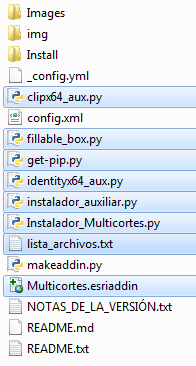 Images
img
Install
_config.yml
clipx64_aux.py
config.xml
fillable_box.py
get-pip.py
identityx64_aux.py
instalador_auxiliar.py
Instalador_Multicortes.py
lista_archivos.txt
makeaddin.py
Multicortes.esriaddin
NOTAS_DE_LA_VERSIÓN.txt
README.md
README.txt